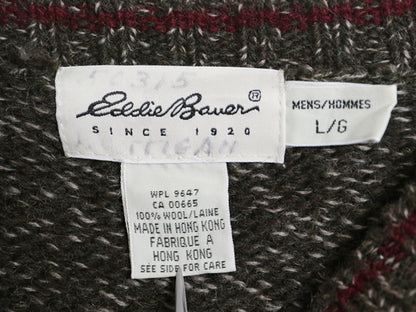 Eddie Bauer®
SINCE 1920
MENS/HOMMES
L/G
WPL 9647
CA 00665
100% WOOL/LAINE
MADE IN HONG KONG
FABRIQUE A
HONG KONG
SEE SIDE FOR CARE